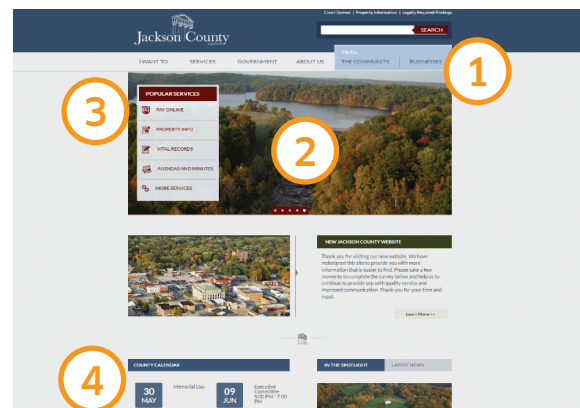 Court System | Property Information | Legally Required Postings
Jackson County
SEARCH
Info For
I WANT TO SERVICES GOVERNMENT ABOUT US THE COMMUNITY BUSINESSES
1
3
POPULAR SERVICES
PAY ONLINE
PROPERTY INFO
VITAL RECORDS
AGENDAS AND MINUTES
MORE SERVICES
2
NEW JACKSON COUNTY WEBSITE
Thank you for visiting our new website. We have
redesigned this site to provide you with more
information that is easier to find. Please take a few
moments to complete the survey below and help us to
continue to provide you with quality service and
improved communication. Thank you for your time and
input.
Learn More >>
4
COUNTY CALENDAR
IN THE SPOTLIGHT LATEST NEWS
30
MAY
Memorial Day
09
JUN
Executive
Committee
5:00 PM - 7:00
PM